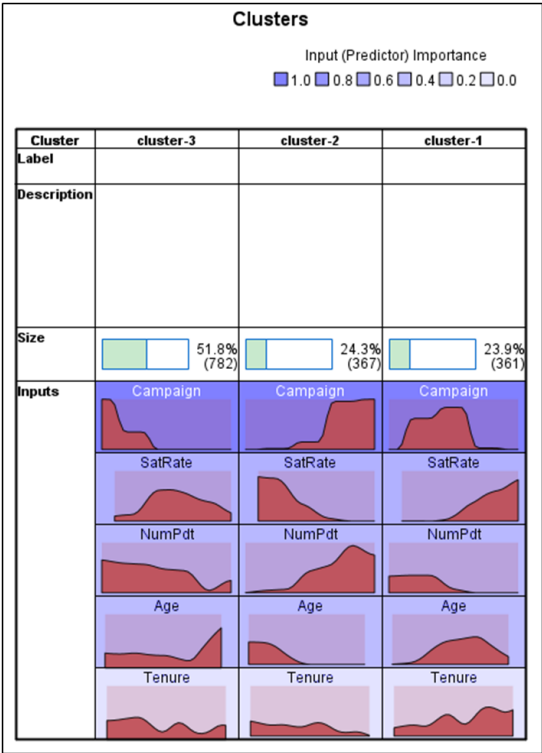 Clusters
Input (Predictor) Importance
1.0 0.8 0.6 0.4 0.2 0.0
Cluster cluster-3 cluster-2 cluster-1
Label
Description
Size
51.8% 24.3% 23.9%
(782) (367) (361)
Inputs
Campaign Campaign Campaign
SatRate SatRate SatRate
NumPdt NumPdt NumPdt
Age Age Age
Tenure Tenure Tenure